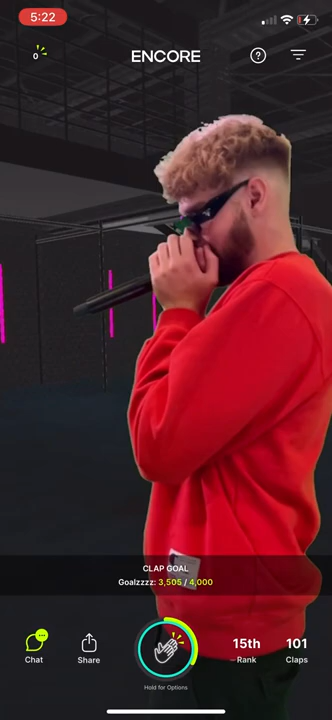 5:22
0
ENCORE
?
CLAP GOAL
Goalzzzz: 3,505 / 4,000
Chat
Share
15th
Rank
101
Claps
Hold for Options